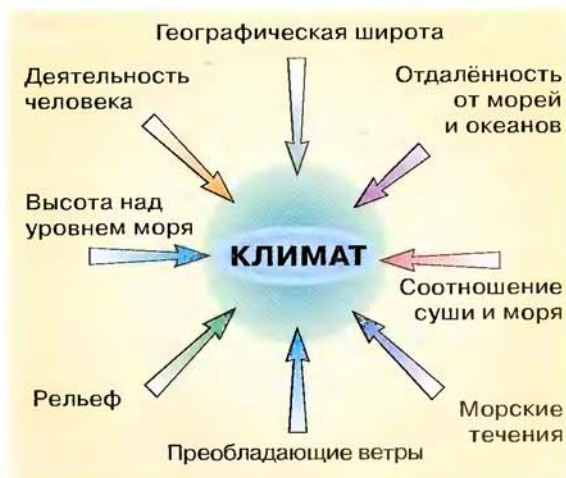 Географическая широта
Деятельность
человека
Отдалённость
от морей
и океанов
Высота над
уровнем моря
КЛИМАТ
Соотношение
суши и моря
Рельеф
Морские
течения
Преобладающие ветры